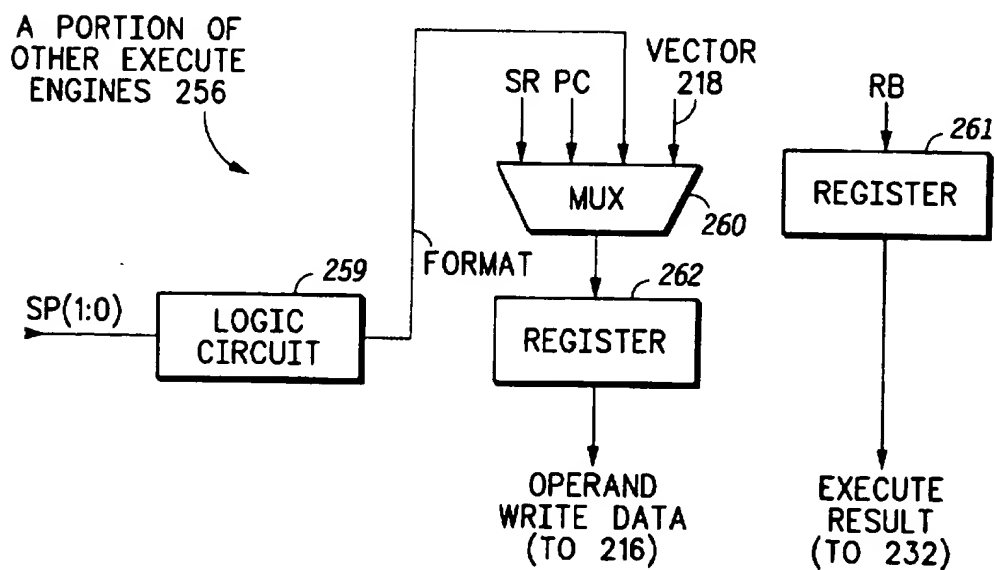 A PORTION OF
OTHER EXECUTE
ENGINES 256
VECTOR
218
SR PC
RB
261
REGISTER
MUX
260
FORMAT
259
262
SP(1:0)
LOGIC
CIRCUIT
REGISTER
OPERAND
WRITE DATA
(TO 216)
EXECUTE
RESULT
(TO 232)